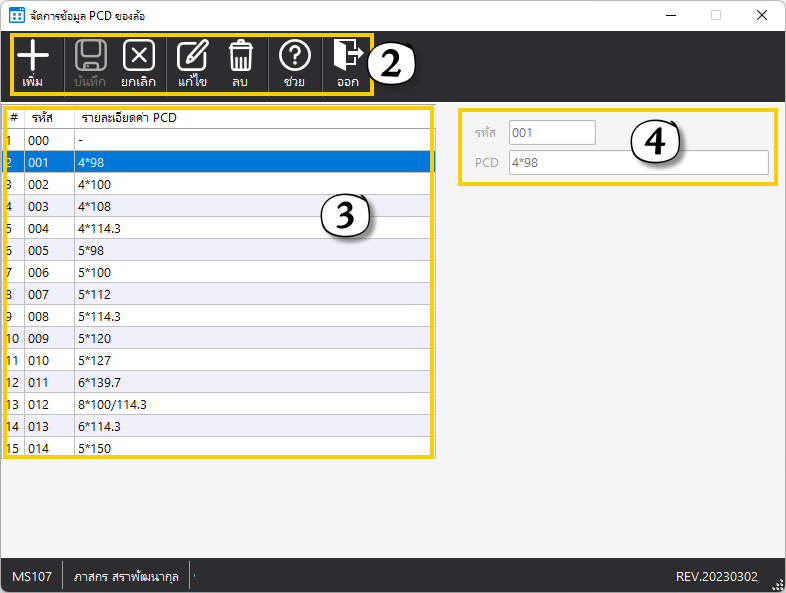 จัดการข้อมูล PCD ของล้อ
เพิ่ม บันทึก ยกเลิก แก้ไข ลบ ช่วย ออก
2
# รหัส รายละเอียดค่า PCD
1 000 -
2 001 4*98
3 002 4*100
4 003 4*108
5 004 4*114.3
6 005 5*98
7 006 5*100
8 007 5*112
9 008 5*114.3
10 009 5*120
11 010 5*127
12 011 6*139.7
13 012 8*100/114.3
14 013 6*114.3
15 014 5*150
3
รหัส 001
PCD 4*98
4
MS107 ภาสกร สราพัฒนากุล REV.20230302